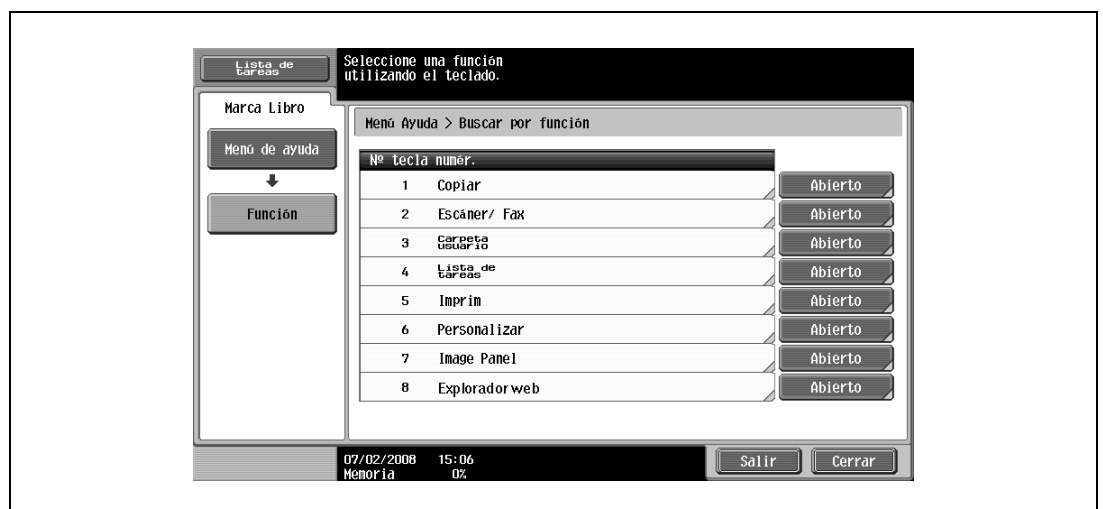 Lista de
tareas
Seleccione una función
utilizando el teclado.
Marca Libro
Menú Ayuda > Buscar por función
Menú de ayuda
Nº tecla numér.
1 Copiar Abierto
Función
2 Escáner/ Fax Abierto
3 Carpeta
usuario Abierto
4 Lista de
tareas Abierto
5 Imprim Abierto
6 Personalizar Abierto
7 Image Panel Abierto
8 Explorador web Abierto
07/02/2008 15:06
Memoria 0%
Salir Cerrar